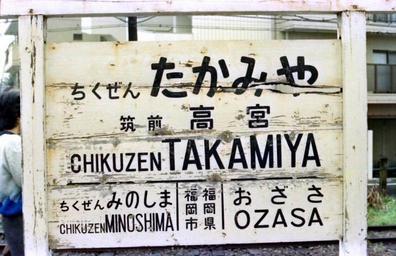 ちくぜんたかみや
筑前高宮
CHIKUZEN TAKAMIYA
ちくぜんみのしま
CHIKUZEN MINOSHIMA
福岡県
福岡市
おざさ
OZASA